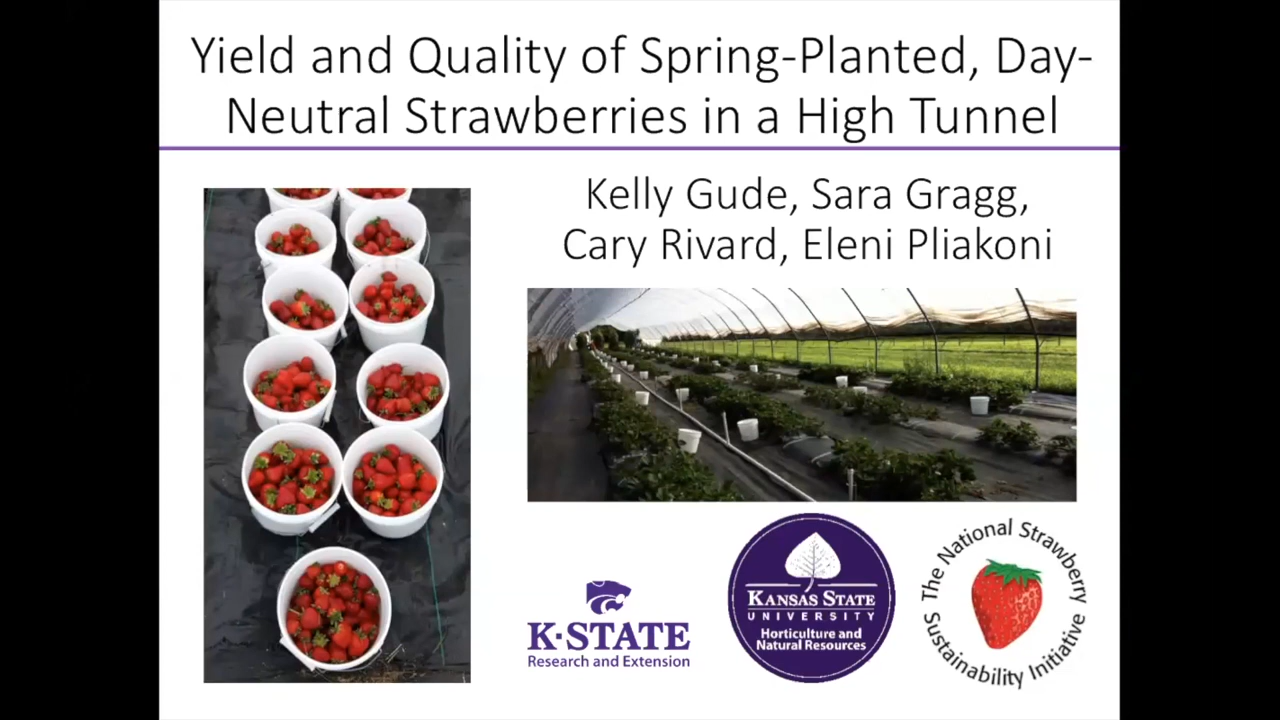 Yield and Quality of Spring-Planted, Day-
Neutral Strawberries in a High Tunnel
Kelly Gude, Sara Gragg,
Cary Rivard, Eleni Pliakoni
K-STATE
Research and Extension
KANSAS STATE
UNIVERSITY
Horticulture and
Natural Resources
The National Strawberry
Sustainability Initiative
Sus